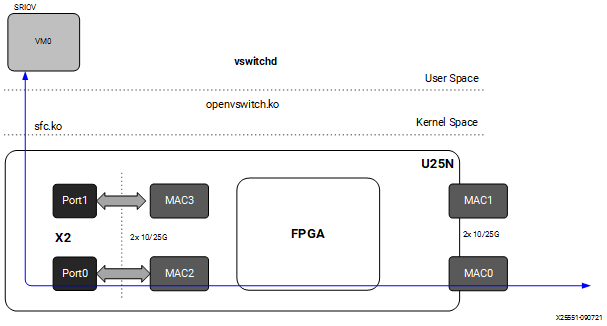 SRIOV
VM0
vswitchd
User Space
openvswitch.ko
Kernel Space
sfc.ko
U25N
Port1
MAC3
MAC1
FPGA
X2
2x 10/25G
2x 10/25G
Port0
MAC2
MAC0
X25551-090721